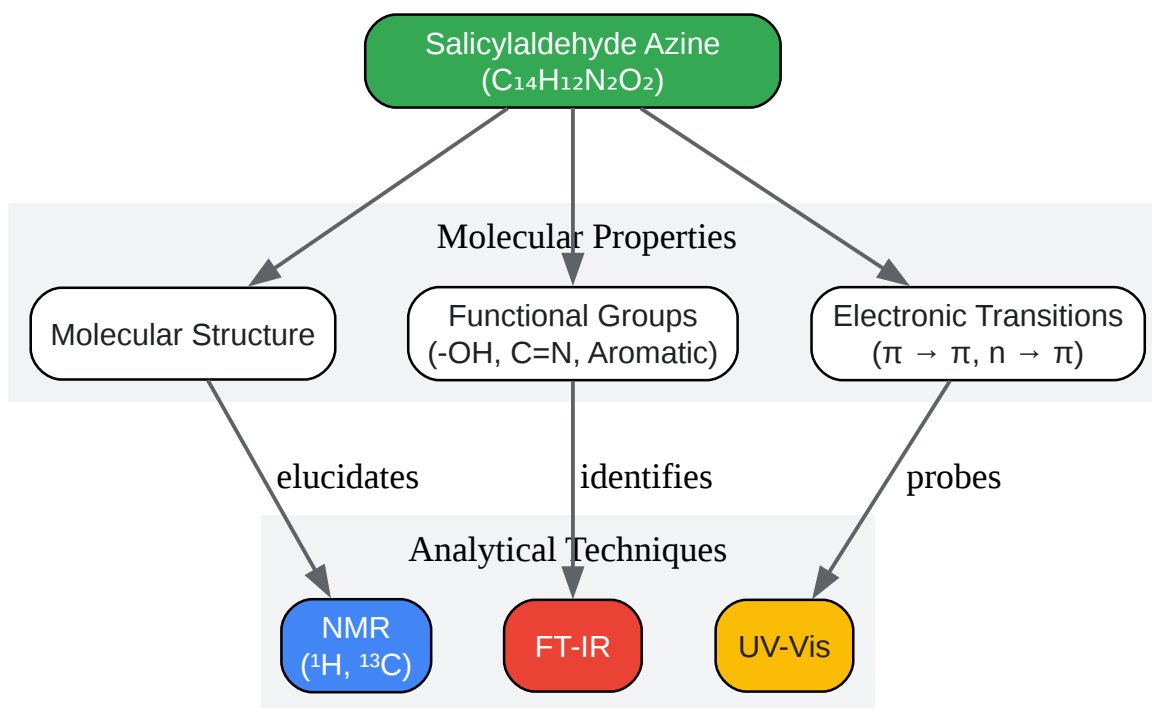 Salicylaldehyde Azine
(C₁₄H₁₂N₂O₂)
Molecular Properties
Molecular Structure
Functional Groups
(-OH, C=N, Aromatic)
Electronic Transitions
(π → π, n → π)
elucidates
identifies
probes
Analytical Techniques
NMR
(¹H, ¹³C)
FT-IR
UV-Vis